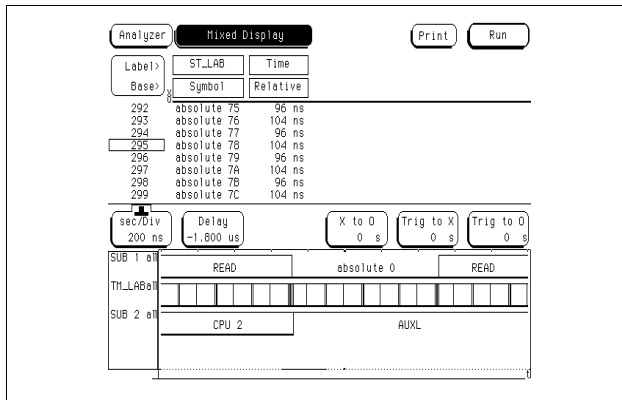 Analyzer Mixed Display Print Run
Label> ST_LAB Time
Base> Symbol Relative
292 absolute 75 96 ns
293 absolute 76 104 ns
294 absolute 77 96 ns
295 absolute 78 104 ns
296 absolute 79 96 ns
297 absolute 7A 104 ns
298 absolute 7B 96 ns
299 absolute 7C 104 ns
sec/Div Delay X to O Trig to X Trig to O
200 ns -1.800 us 0 s 0 s 0 s
SUB 1 all READ absolute 0 READ
TM_LABall
SUB 2 all CPU 2 AUXL